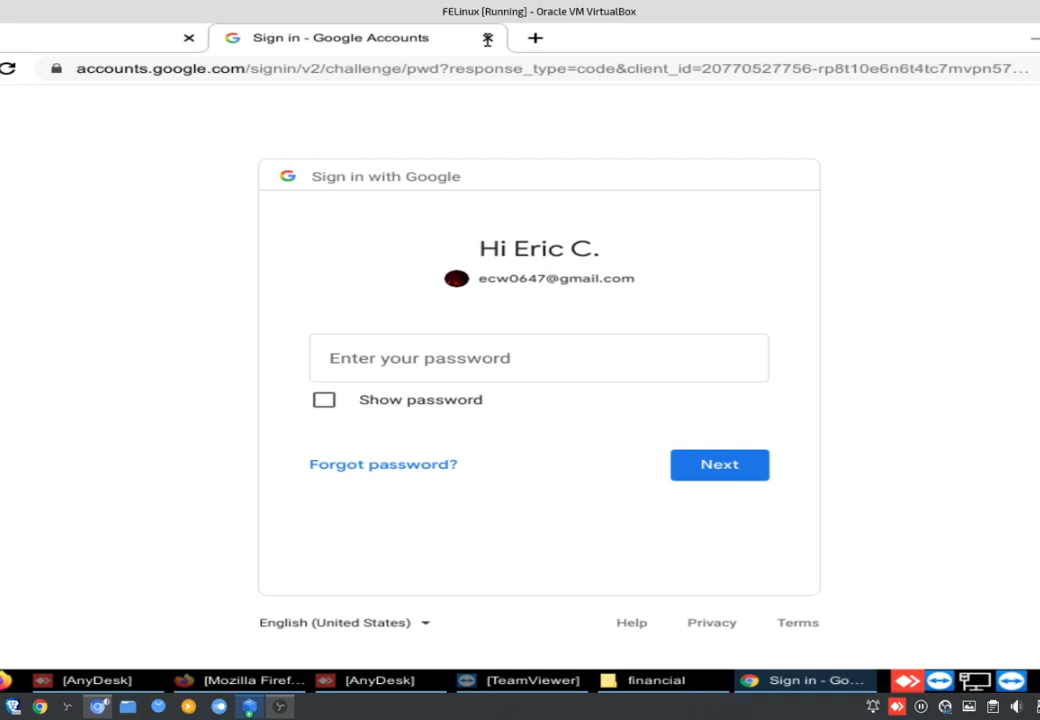 FELinux [Running] - Oracle VM VirtualBox
Sign in - Google Accounts
accounts.google.com/signin/v2/challenge/pwd?response_type=code&client_id=20770527756-rp8t10e6n6t4tc7mvpn57...
Sign in with Google
Hi Eric C.
ecw0647@gmail.com
Enter your password
Show password
Forgot password?
Next
English (United States)
Help
Privacy
Terms
[AnyDesk]
[Mozilla Firef...
[AnyDesk]
[TeamViewer]
financial
Sign in - Go...